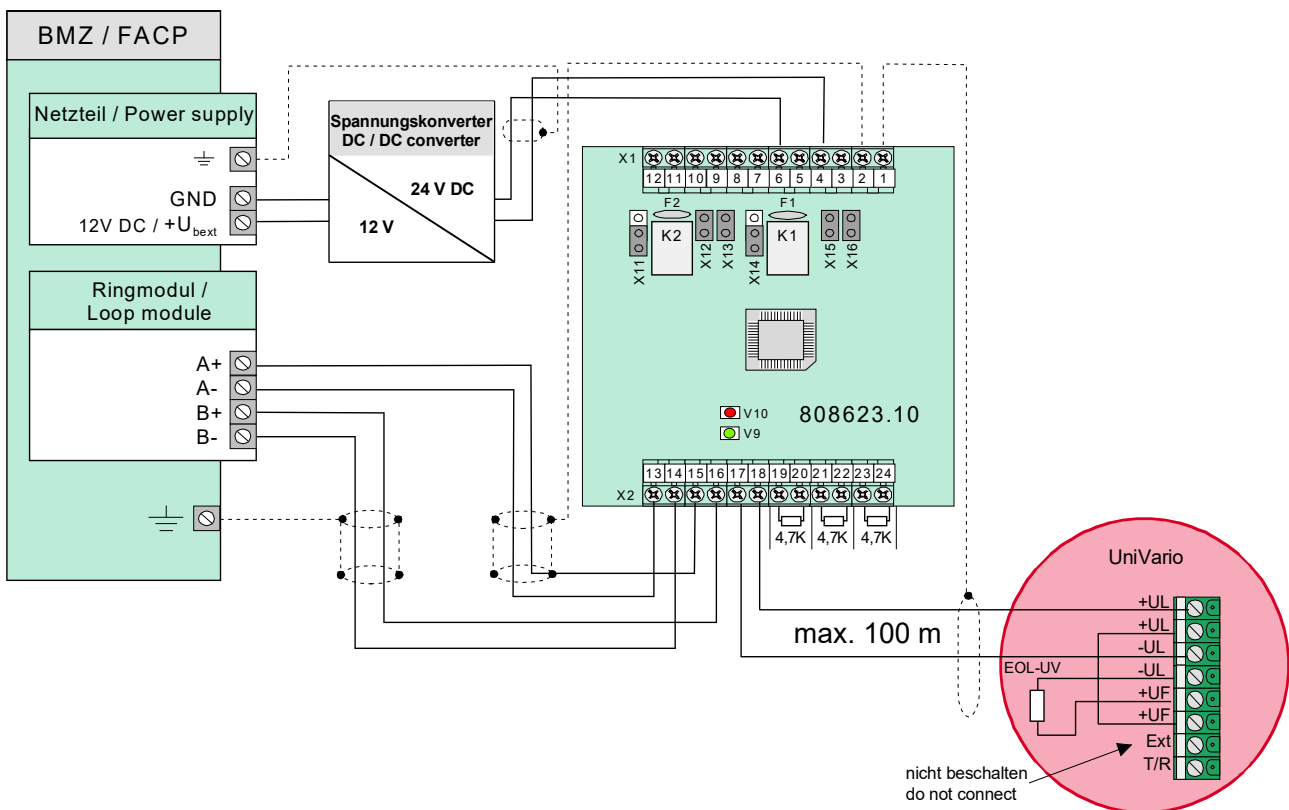 BMZ / FACP
Netzteil / Power supply
GND
12V DC / +Ubext
Spannungskonverter
DC / DC converter
24 V DC
12 V
Ringmodul /
Loop module
A+
A-
B+
B-
X1
12 11 10 9 8 7 6 5 4 3 2 1
F2
F1
K2
K1
X11
X12
X13
X14
X15
X16
V10
V9
808623.10
13 14 15 16 17 18 19 20 21 22 23 24
X2
4,7K
4,7K
4,7K
max. 100 m
UniVario
+UL
+UL
-UL
-UL
+UF
+UF
Ext
T/R
EOL-UV
nicht beschalten
do not connect